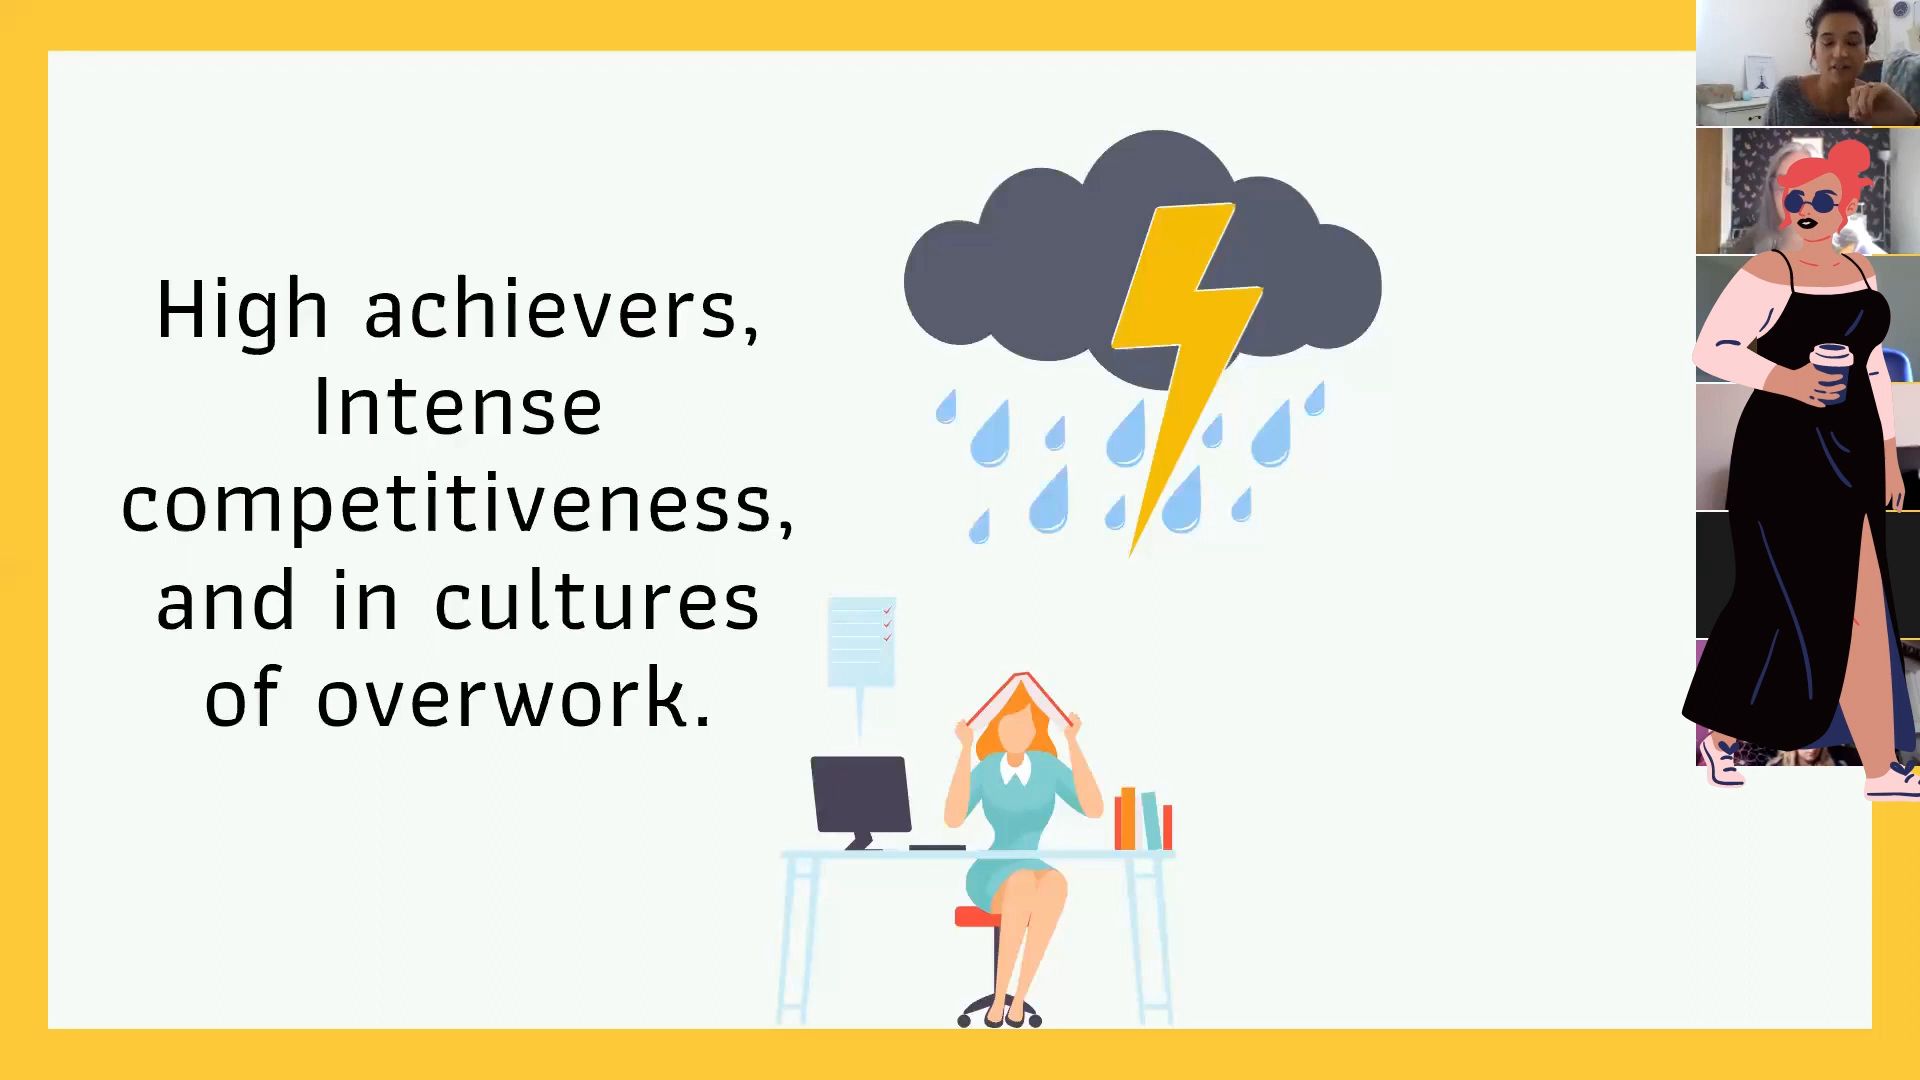 High achievers,
Intense
competitiveness,
and in cultures
of overwork.